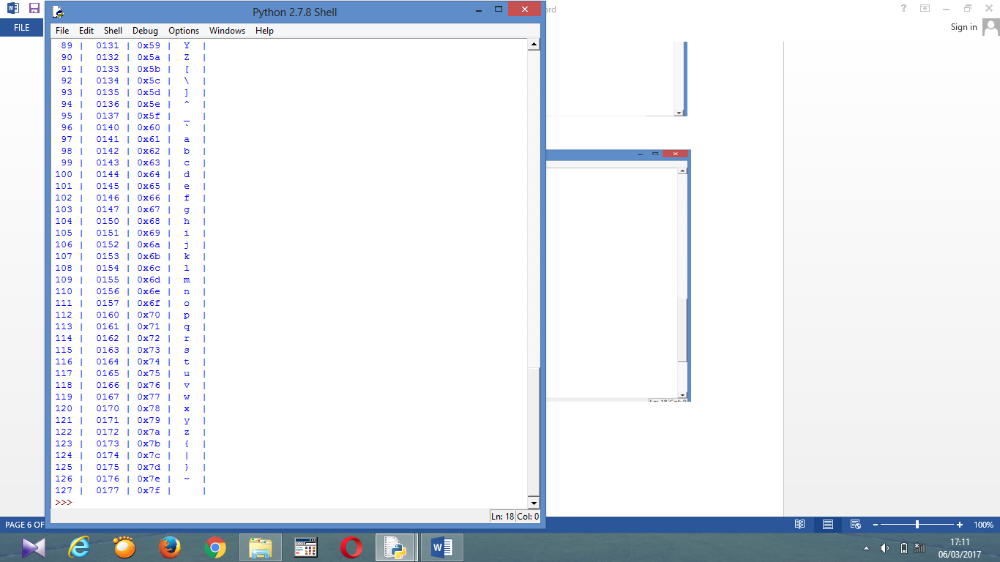 Python 2.7.8 Shell
ord
?
FILE
File Edit Shell Debug Options Windows Help
Sign in
89 | 0131 | 0x59 | Y |
90 | 0132 | 0x5a | Z |
91 | 0133 | 0x5b | [ |
92 | 0134 | 0x5c | \ |
93 | 0135 | 0x5d | ] |
94 | 0136 | 0x5e | ^ |
95 | 0137 | 0x5f | _ |
96 | 0140 | 0x60 | ` |
97 | 0141 | 0x61 | a |
98 | 0142 | 0x62 | b |
99 | 0143 | 0x63 | c |
100 | 0144 | 0x64 | d |
101 | 0145 | 0x65 | e |
102 | 0146 | 0x66 | f |
103 | 0147 | 0x67 | g |
104 | 0150 | 0x68 | h |
105 | 0151 | 0x69 | i |
106 | 0152 | 0x6a | j |
107 | 0153 | 0x6b | k |
108 | 0154 | 0x6c | l |
109 | 0155 | 0x6d | m |
110 | 0156 | 0x6e | n |
111 | 0157 | 0x6f | o |
112 | 0160 | 0x70 | p |
113 | 0161 | 0x71 | q |
114 | 0162 | 0x72 | r |
115 | 0163 | 0x73 | s |
116 | 0164 | 0x74 | t |
117 | 0165 | 0x75 | u |
118 | 0166 | 0x76 | v |
119 | 0167 | 0x77 | w |
120 | 0170 | 0x78 | x |
121 | 0171 | 0x79 | y |
122 | 0172 | 0x7a | z |
123 | 0173 | 0x7b | { |
124 | 0174 | 0x7c | | |
125 | 0175 | 0x7d | } |
126 | 0176 | 0x7e | ~ |
127 | 0177 | 0x7f | |
>>>
Ln: 18 Col: 0
PAGE 6 OF
100%
17:11
06/03/2017